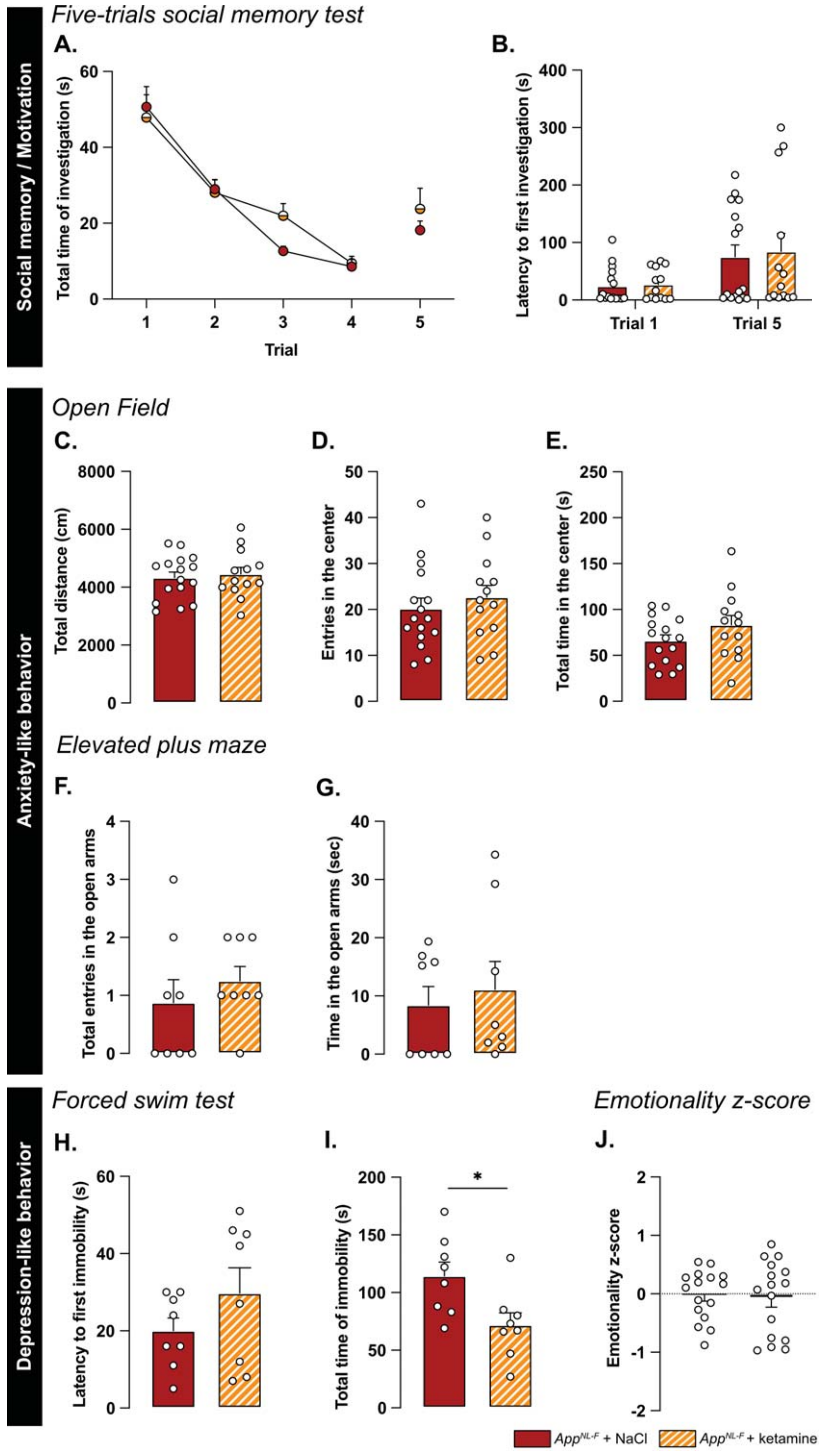 Five-trials social memory test
Social memory / Motivation
A.
Total time of investigation (s)
60
40
20
0
1 2 3 4 5
Trial
B.
Latency to first investigation (s)
400
300
200
100
0
Trial 1 Trial 5
Anxiety-like behavior
Open Field
C.
Total distance (cm)
8000
6000
4000
2000
0
D.
Entries in the center
50
40
30
20
10
0
E.
Total time in the center (s)
250
200
150
100
50
0
Elevated plus maze
F.
Total entries in the open arms
4
3
2
1
0
G.
Time in the open arms (sec)
40
30
20
10
0
Depression-like behavior
Forced swim test
H.
Latency to first immobility (s)
60
40
20
0
I.
Total time of immobility (s)
200
150
100
50
0
*
Emotionality z-score
J.
Emotionality z-score
2
1
0
-1
-2
App^NL-F + NaCl App^NL-F + ketamine